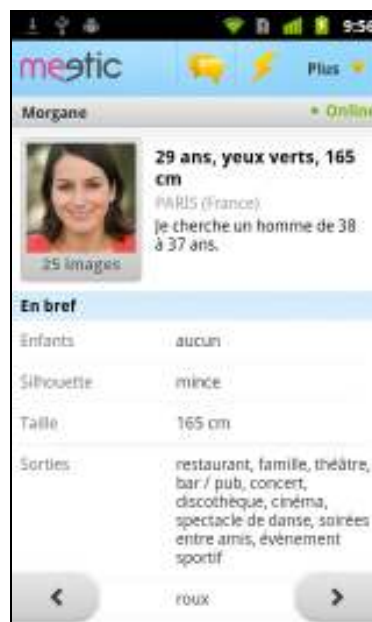 9:56
meetic
Plus
Morgane
• Online
29 ans, yeux verts, 165
cm
PARIS (France)
Je cherche un homme de 38
à 37 ans.
25 images
En bref
Enfants aucun
Silhouette mince
Taille 165 cm
Sorties restaurant, famille, théâtre,
bar / pub, concert,
discothèque, cinéma,
spectacle de danse, soirées
entre amis, évènement
sportif
roux